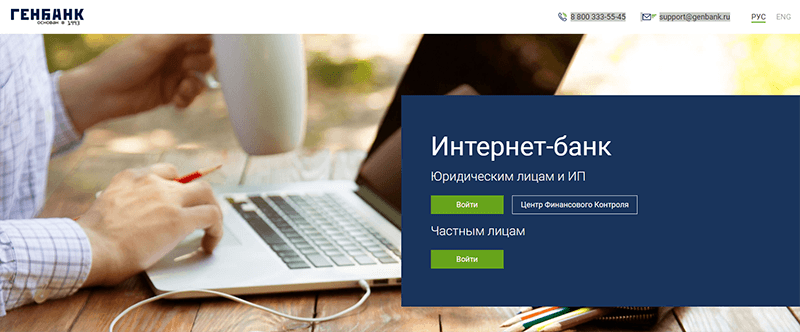 ГЕНБАНК
ОСНОВАН В 1993
8 800 333-55-45
support@genbank.ru
РУС
ENG
Интернет-банк
Юридическим лицам и ИП
Войти
Центр Финансового Контроля
Частным лицам
Войти